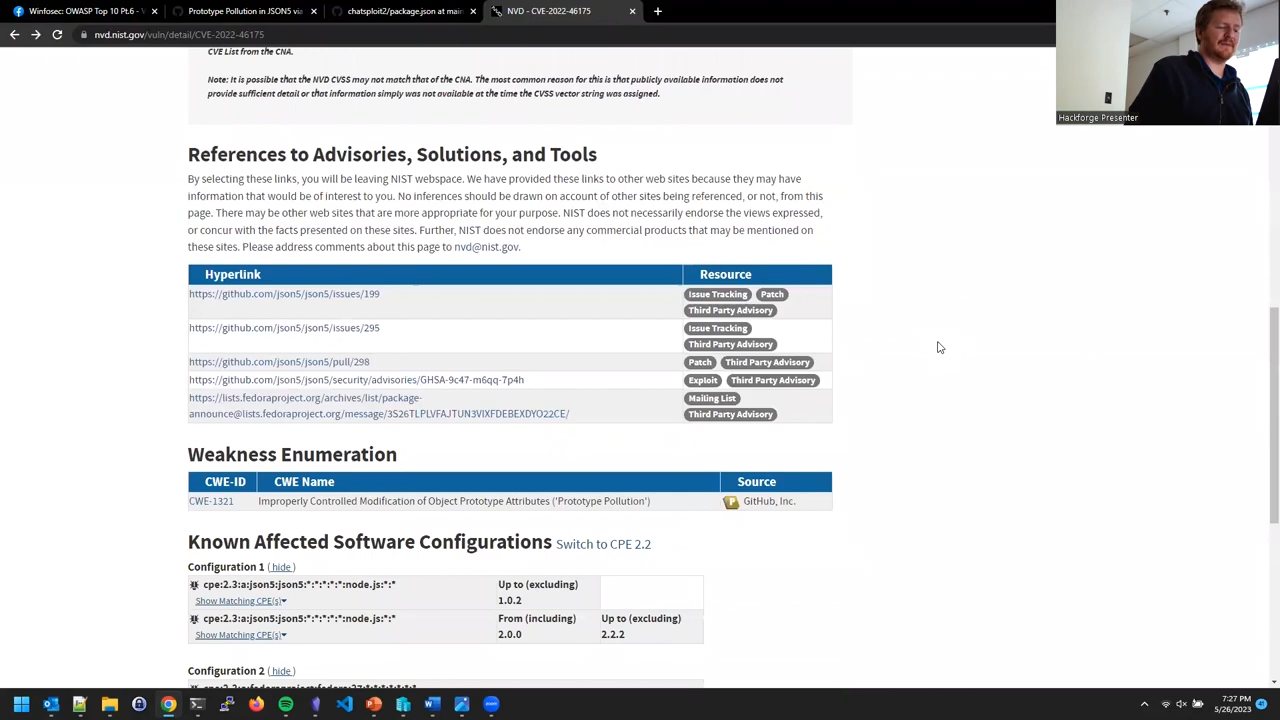 Winfosec: OWASP Top 10 Pt.6 -
Prototype Pollution in JSON5 via
chatsploit2/package.json at main
NVD - CVE-2022-46175
nvd.nist.gov/vuln/detail/CVE-2022-46175
CVE List from the CNA.
Note: It is possible that the NVD CVSS may not match that of the CNA. The most common reason for this is that publicly available information does not
provide sufficient detail or that information simply was not available at the time the CVSS vector string was assigned.
Hackforge Presenter
References to Advisories, Solutions, and Tools
By selecting these links, you will be leaving NIST webspace. We have provided these links to other web sites because they may have
information that would be of interest to you. No inferences should be drawn on account of other sites being referenced, or not, from this
page. There may be other web sites that are more appropriate for your purpose. NIST does not necessarily endorse the views expressed,
or concur with the facts presented on these sites. Further, NIST does not endorse any commercial products that may be mentioned on
these sites. Please address comments about this page to nvd@nist.gov.
Hyperlink Resource
https://github.com/json5/json5/issues/199 Issue Tracking Patch
Third Party Advisory
https://github.com/json5/json5/issues/295 Issue Tracking
Third Party Advisory
https://github.com/json5/json5/pull/298 Patch Third Party Advisory
https://github.com/json5/json5/security/advisories/GHSA-9c47-m6qq-7p4h Exploit Third Party Advisory
https://lists.fedoraproject.org/archives/list/package- Mailing List
announce@lists.fedoraproject.org/message/3S26TLPLVFAJTUN3VIXFDEBEXDYO22CE/ Third Party Advisory
Weakness Enumeration
CWE-ID CWE Name Source
CWE-1321 Improperly Controlled Modification of Object Prototype Attributes ('Prototype Pollution') GitHub, Inc.
Known Affected Software Configurations Switch to CPE 2.2
Configuration 1 ( hide )
cpe:2.3:a:json5:json5:*:*:*:*:*:node.js:*:* Up to (excluding)
Show Matching CPE(s) 1.0.2
cpe:2.3:a:json5:json5:*:*:*:*:*:node.js:*:* From (including) Up to (excluding)
Show Matching CPE(s) 2.0.0 2.2.2
Configuration 2 ( hide )
7:27 PM
5/26/2023